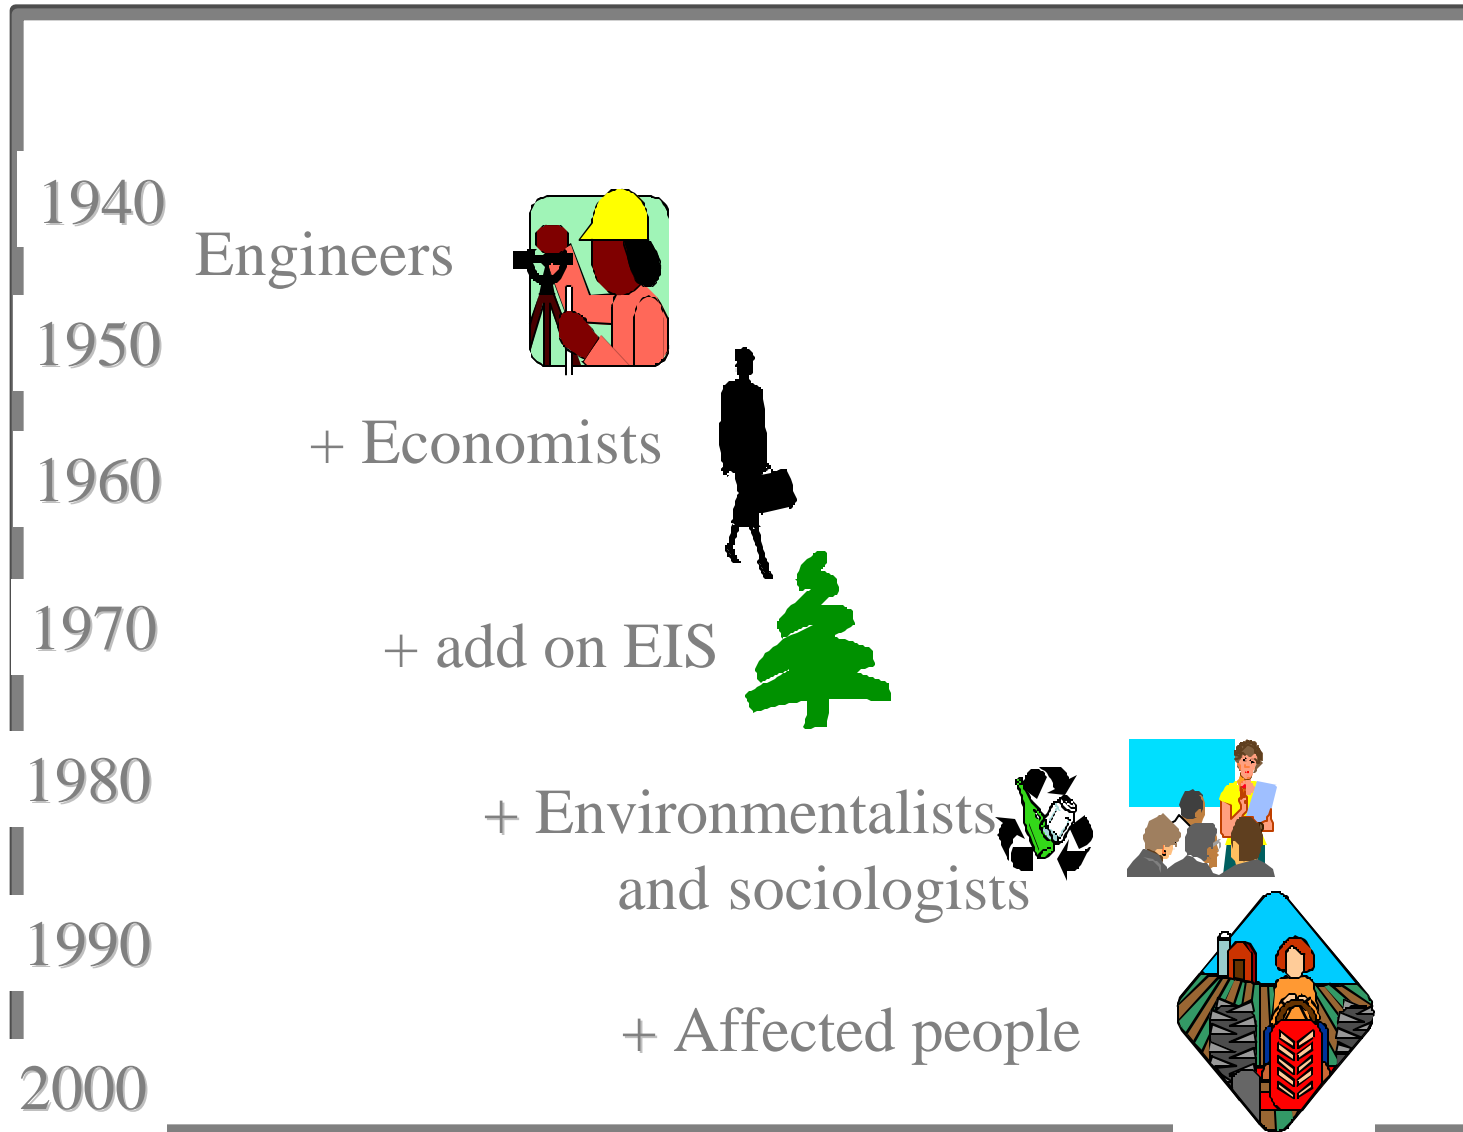 1940
Engineers
1950
+ Economists
1960
1970
+ add on EIS
1980
+ Environmentalists
and sociologists
1990
+ Affected people
2000